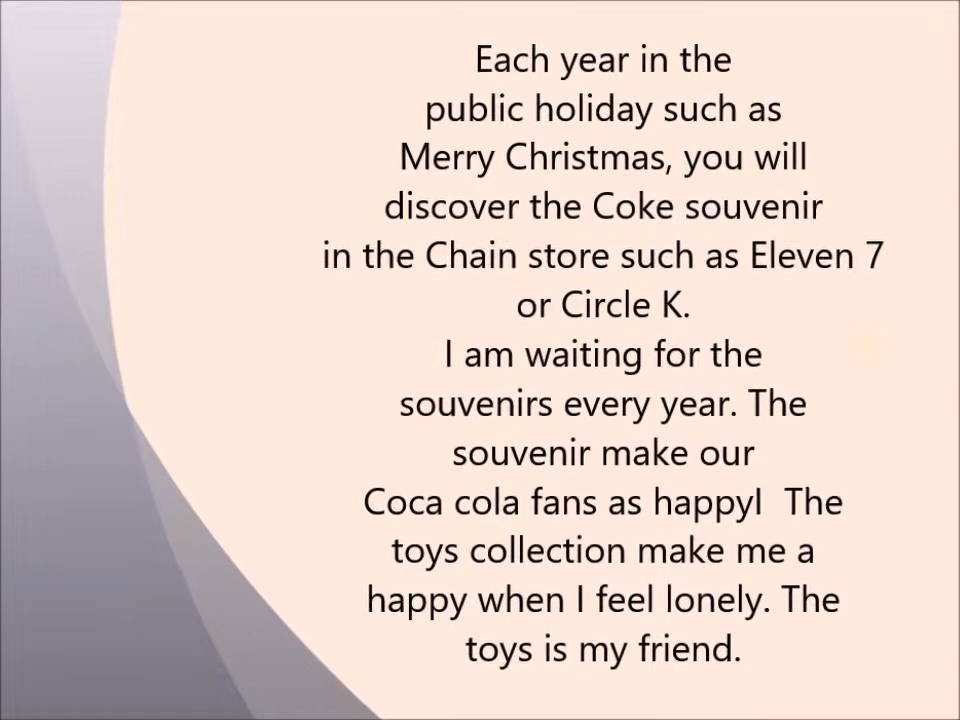 Each year in the
public holiday such as
Merry Christmas, you will
discover the Coke souvenir
in the Chain store such as Eleven 7
or Circle K.
I am waiting for the
souvenirs every year. The
souvenir make our
Coca cola fans as happyI  The
toys collection make me a
happy when I feel lonely. The
toys is my friend.